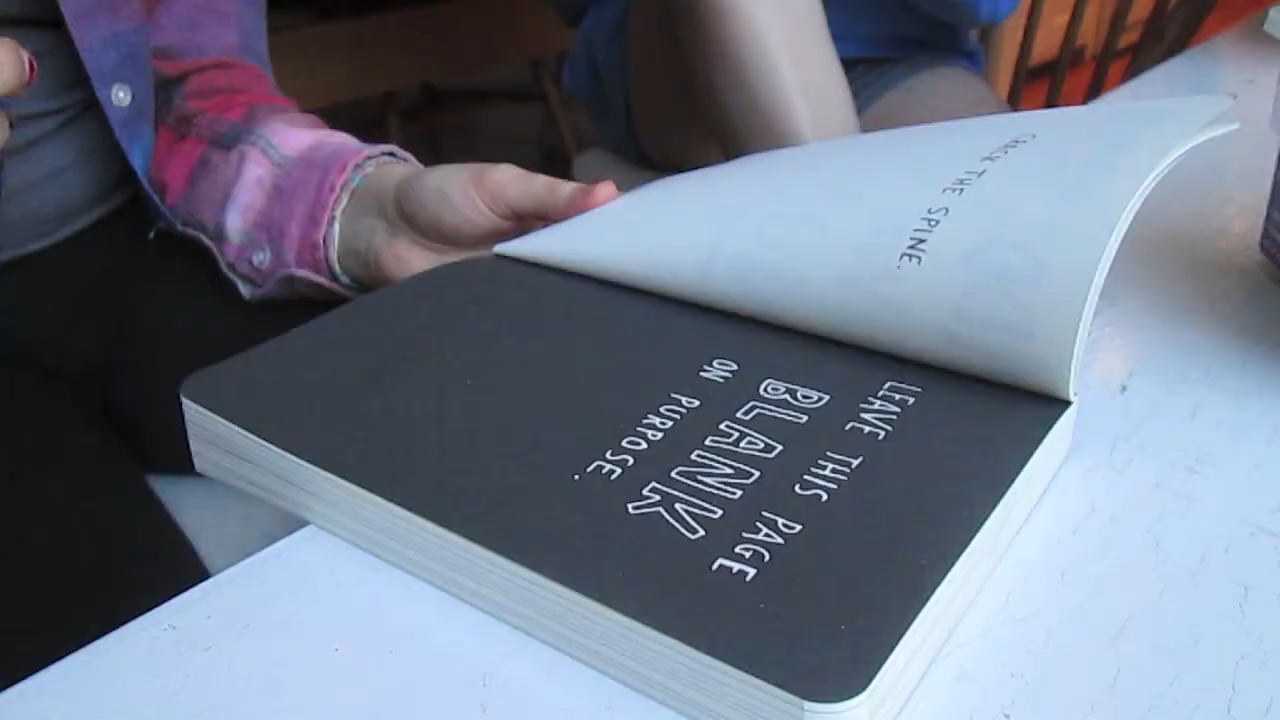 CRACK THE SPINE.
LEAVE THIS PAGE
BLANK
ON PURPOSE.